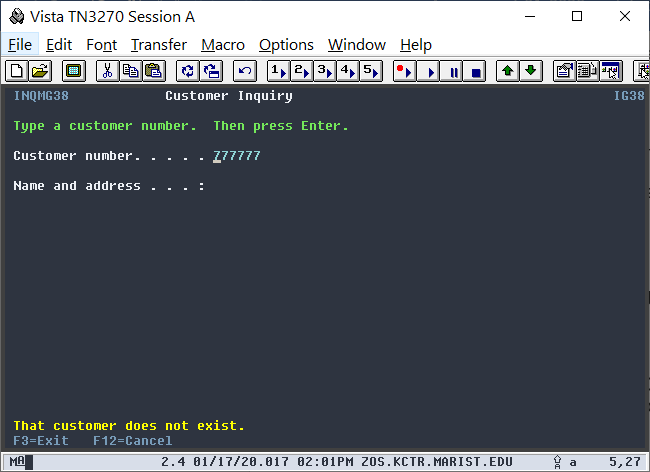 Vista TN3270 Session A
File Edit Font Transfer Macro Options Window Help
1 2 3 4 5
INQMG38 Customer Inquiry IG38
Type a customer number. Then press Enter.
Customer number. . . . . 777777
Name and address . . . :
That customer does not exist.
F3=Exit F12=Cancel
MA 2.4 01/17/20.017 02:01PM ZOS.KCTR.MARIST.EDU a 5,27